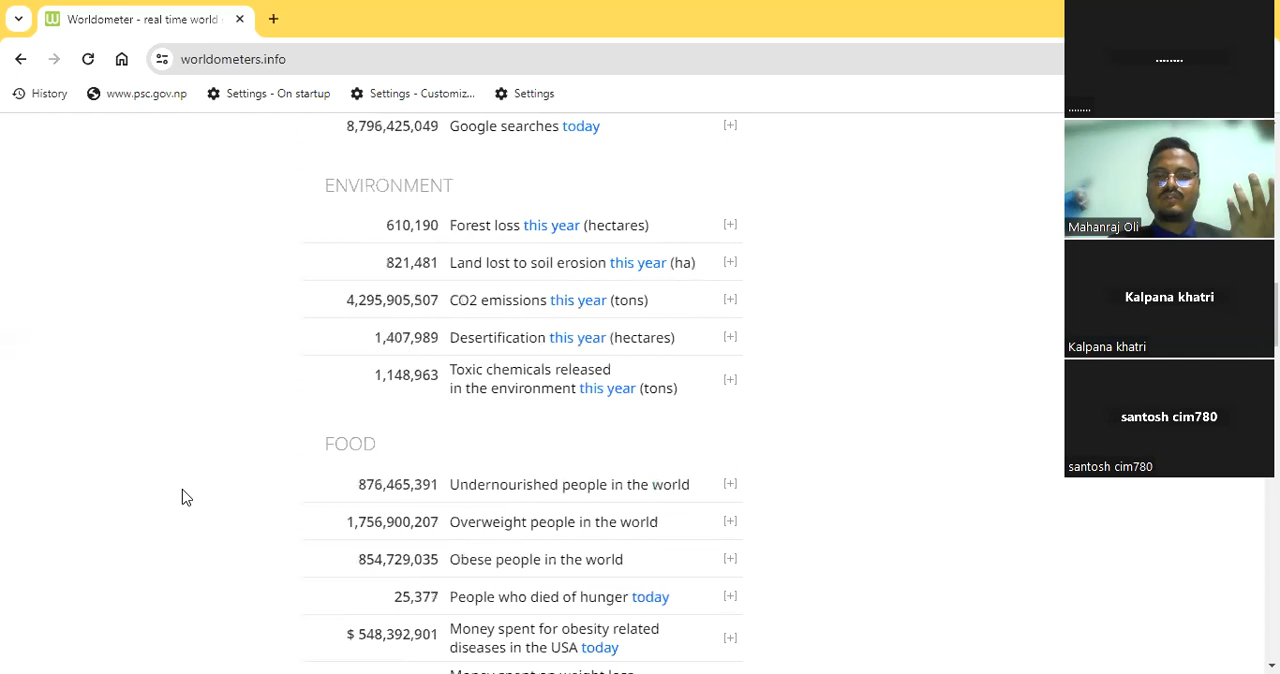 Worldometer - real time world
worldometers.info
History
www.psc.gov.np
Settings - On startup
Settings - Customiz...
Settings
8,796,425,049 Google searches today [+]
ENVIRONMENT
610,190 Forest loss this year (hectares) [+]
821,481 Land lost to soil erosion this year (ha) [+]
4,295,905,507 CO2 emissions this year (tons) [+]
1,407,989 Desertification this year (hectares) [+]
1,148,963 Toxic chemicals released
in the environment this year (tons) [+]
FOOD
876,465,391 Undernourished people in the world [+]
1,756,900,207 Overweight people in the world [+]
854,729,035 Obese people in the world [+]
25,377 People who died of hunger today [+]
$ 548,392,901 Money spent for obesity related
diseases in the USA today [+]
Money spent on weight loss
........
........
Mahanraj Oli
Kalpana khatri
Kalpana khatri
santosh cim780
santosh cim780